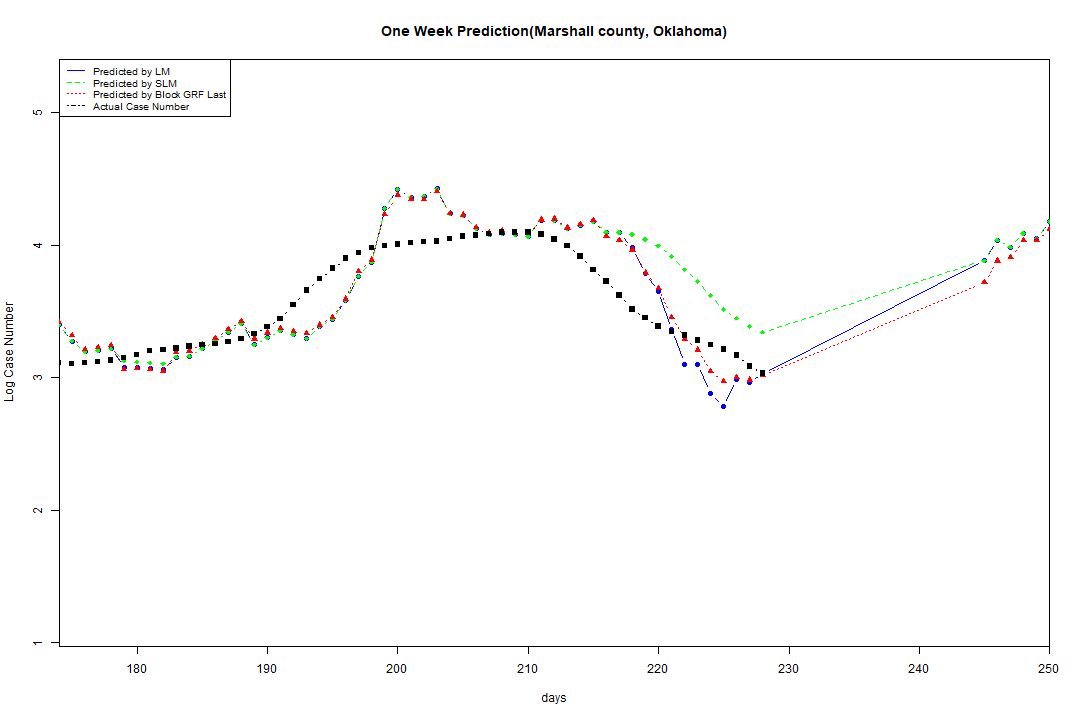 One Week Prediction(Marshall county, Oklahoma)
Predicted by LM
Predicted by SLM
Predicted by Block GRF Last
Actual Case Number
5
4
3
2
1
Log Case Number
180 190 200 210 220 230 240 250
days